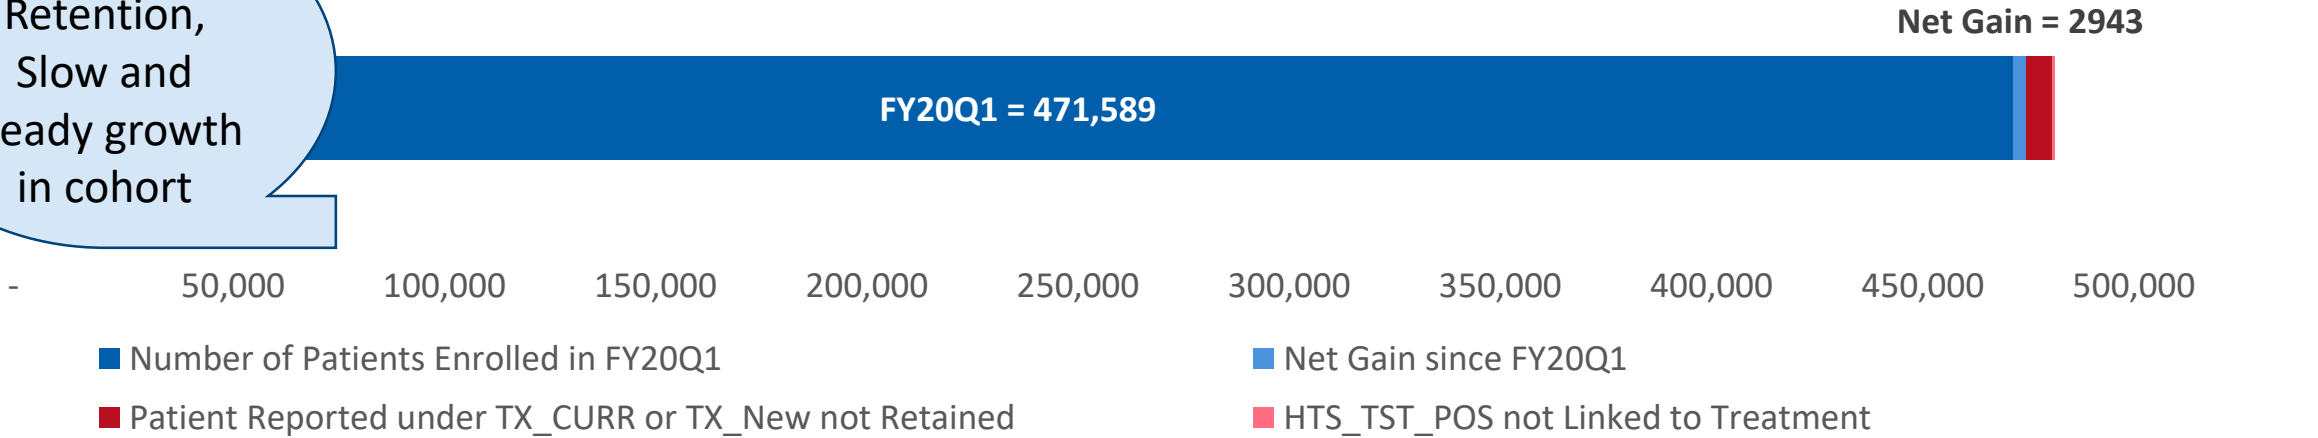 Retention,
Slow and
eady growth
in cohort
Net Gain = 2943
FY20Q1 = 471,589
- 50,000 100,000 150,000 200,000 250,000 300,000 350,000 400,000 450,000 500,000
Number of Patients Enrolled in FY20Q1
Net Gain since FY20Q1
Patient Reported under TX_CURR or TX_New not Retained
HTS_TST_POS not Linked to Treatment